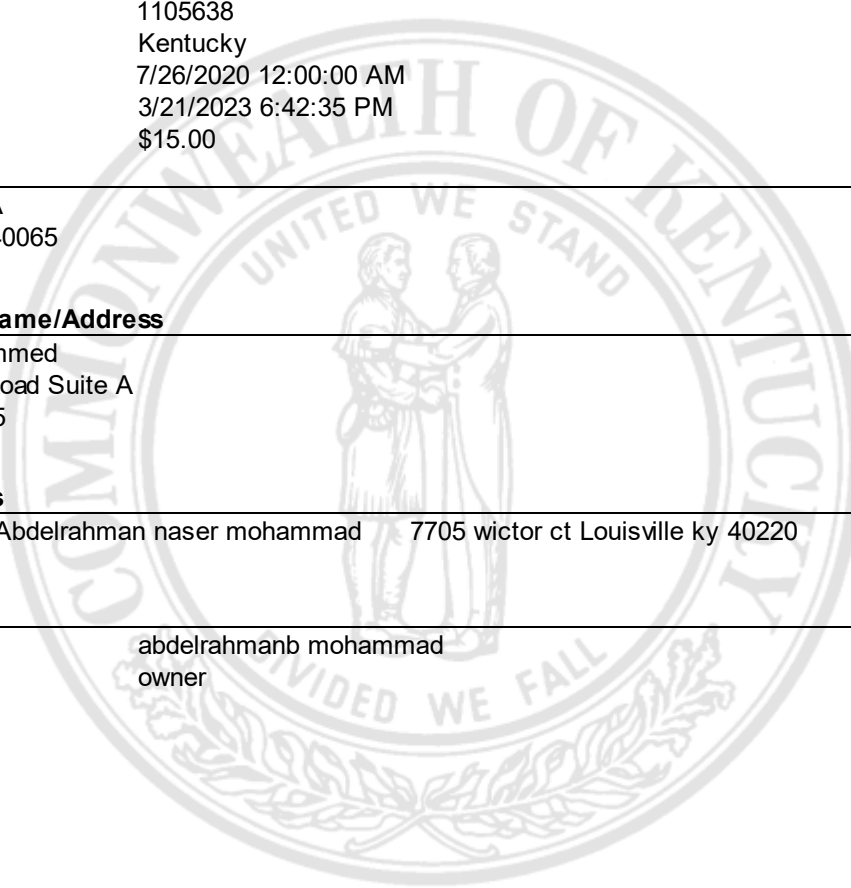 1105638
Kentucky
7/26/2020 12:00:00 AM
3/21/2023 6:42:35 PM
$15.00
40065
ame/Address
nmed
oad Suite A
5
s
Abdelrahman naser mohammad 7705 wictor ct Louisville ky 40220
abdelrahmanb mohammad
owner
COMMONWEALTH OF KENTUCKY
UNITED WE STAND
DIVIDED WE FALL